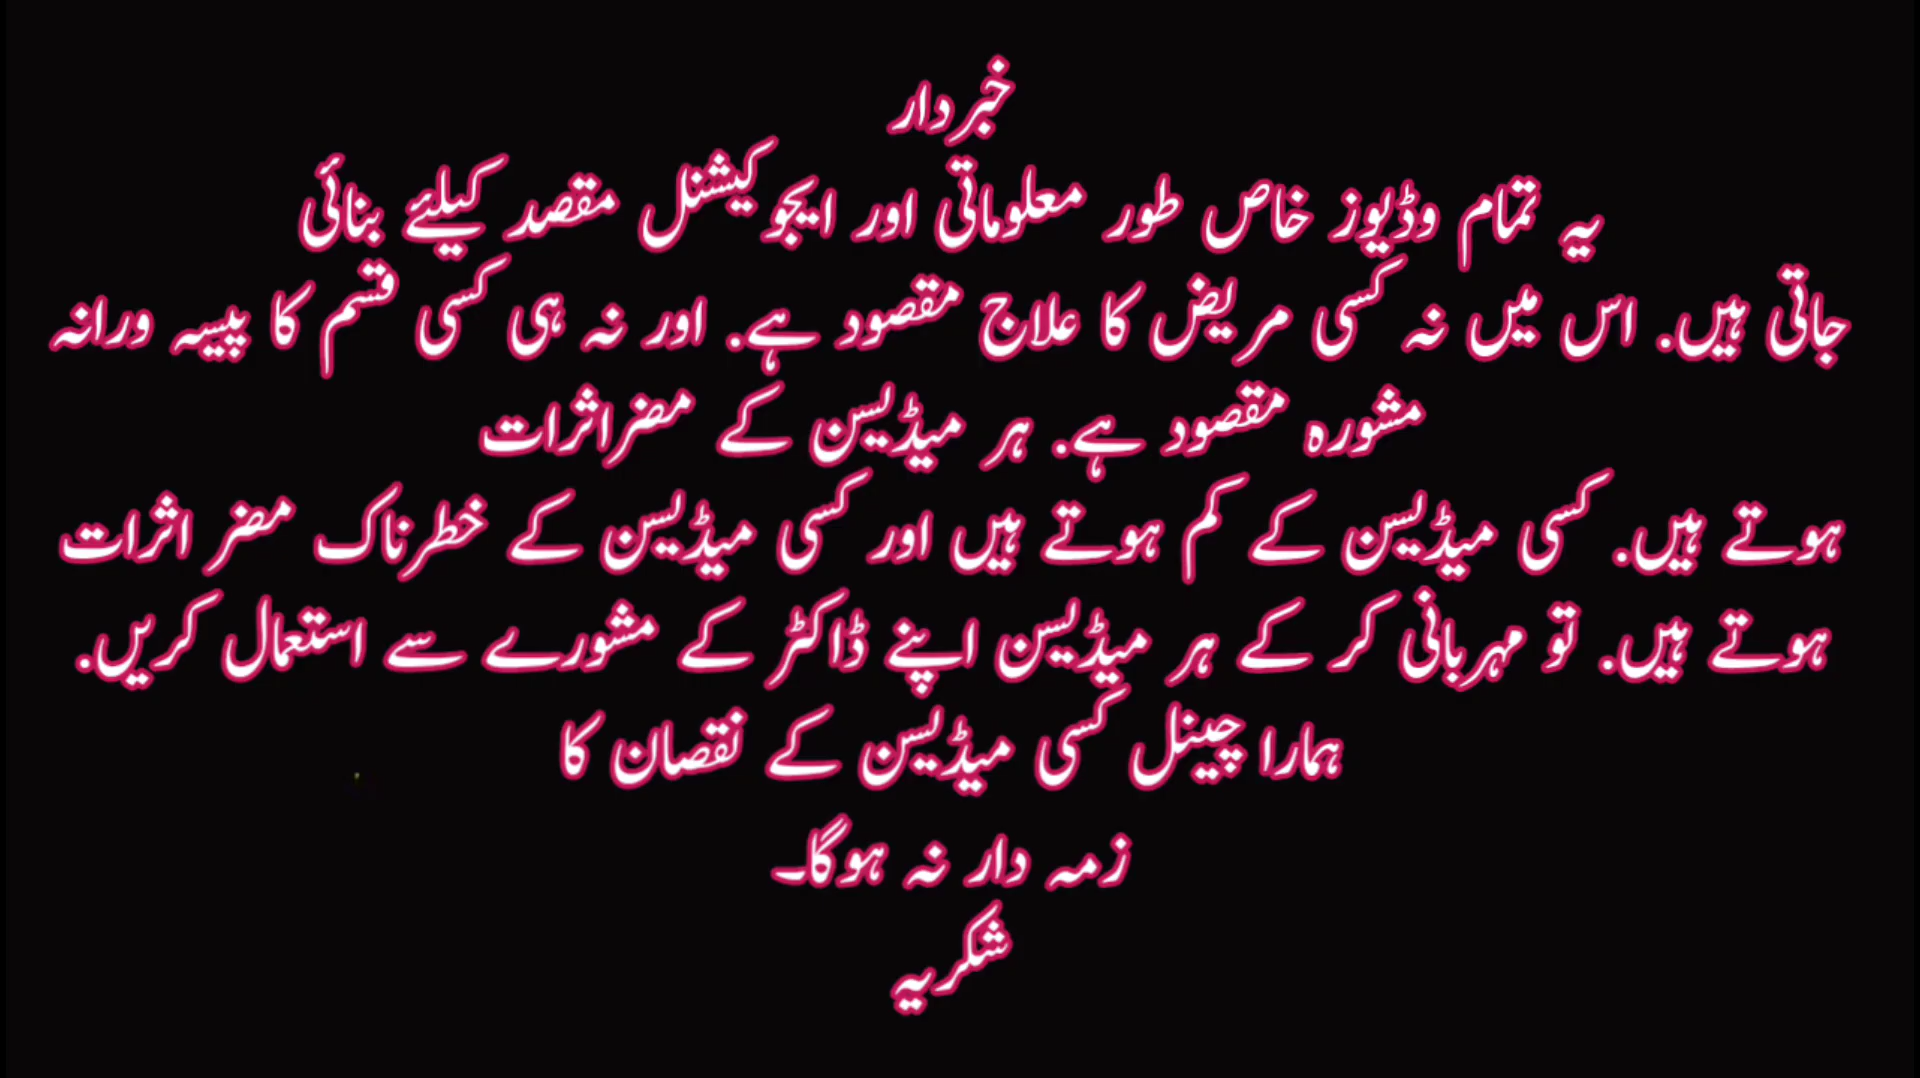 خبردار
یہ تمام وڈیوز خاص طور معلوماتی اور ایجوکیشنل مقصد کیلئے بنائی
جاتی ہیں. اس میں نہ کسی مریض کا علاج مقصود ہے. اور نہ ہی کسی قسم کا پیسہ ورانہ
مشورہ مقصود ہے. ہر میڈیسن کے مضراثرات
ہوتے ہیں. کسی میڈیسن کے کم ہوتے ہیں اور کسی میڈیسن کے خطرناک مضر اثرات
ہوتے ہیں. تو مہربانی کر کے ہر میڈیسن اپنے ڈاکٹر کے مشورے سے استعمال کریں.
ہمارا چینل کسی میڈیسن کے نقصان کا
زمہ دار نہ ہوگا۔
شکریہ